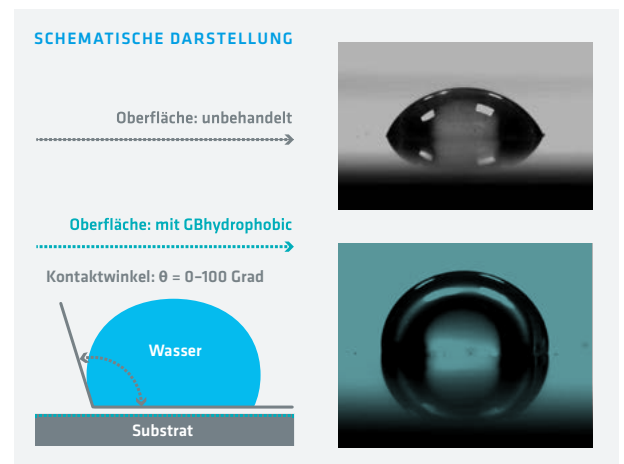 SCHEMATISCHE DARSTELLUNG
Oberfläche: unbehandelt
Oberfläche: mit GBhydrophobic
Kontaktwinkel: θ = 0–100 Grad
Wasser
Substrat